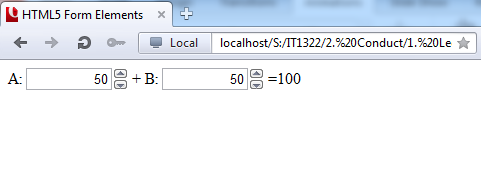 HTML5 Form Elements
Local localhost/S:/IT1322/2.%20Conduct/1.%20Le
A: 50 + B: 50 =100